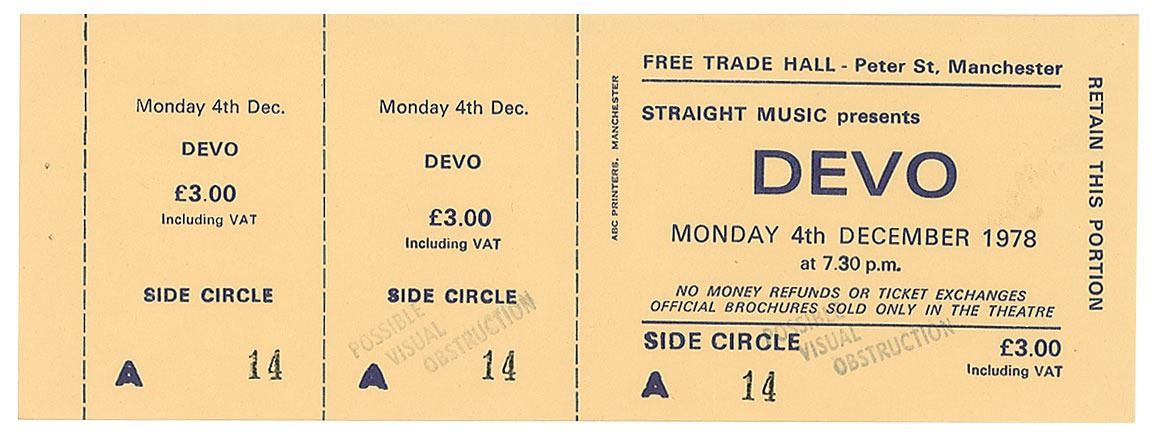 Monday 4th Dec.
DEVO
£3.00
Including VAT
SIDE CIRCLE
A 14
Monday 4th Dec.
DEVO
£3.00
Including VAT
SIDE CIRCLE
POSSIBLE
VISUAL
OBSTRUCTION
A 14
ABC PRINTERS, MANCHESTER
FREE TRADE HALL - Peter St, Manchester
STRAIGHT MUSIC presents
DEVO
MONDAY 4th DECEMBER 1978
at 7.30 p.m.
NO MONEY REFUNDS OR TICKET EXCHANGES
OFFICIAL BROCHURES SOLD ONLY IN THE THEATRE
SIDE CIRCLE
POSSIBLE
VISUAL
OBSTRUCTION
£3.00
Including VAT
A 14
RETAIN THIS PORTION